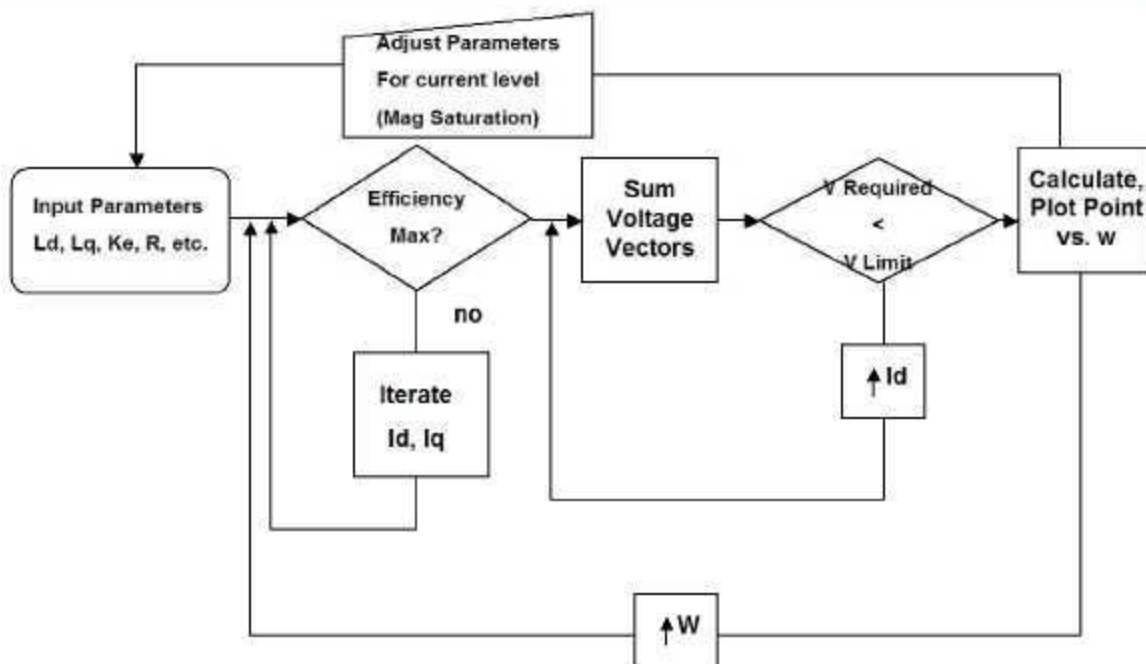 Adjust Parameters
For current level
(Mag Saturation)
Input Parameters
Ld, Lq, Ke, R, etc.
Efficiency
Max?
no
Iterate
Id, Iq
Sum
Voltage
Vectors
V Required
<
V Limit
↑ Id
Calculate,
Plot Point
vs. w
↑ W